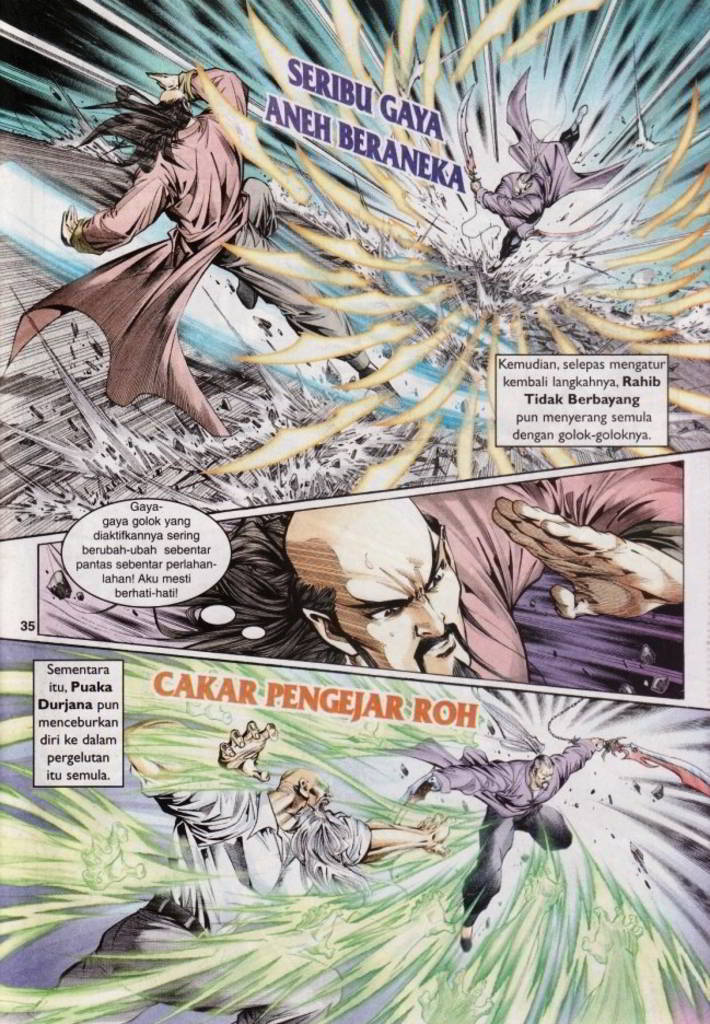 SERIBU GAYA
ANEH BERANEKA
Kemudian, selepas mengatur
kembali langkahnya, Rahib
Tidak Berbayang
pun menyerang semula
dengan golok-goloknya.
Gaya-
gaya golok yang
diaktifkannya sering
berubah-ubah sebentar
pantas sebentar perlahan-
lahan! Aku mesti
berhati-hati!
35
Sementara
itu, Puaka
Durjana pun
menceburkan
diri ke dalam
pergelutan
itu semula.
CAKAR PENGEJAR ROH